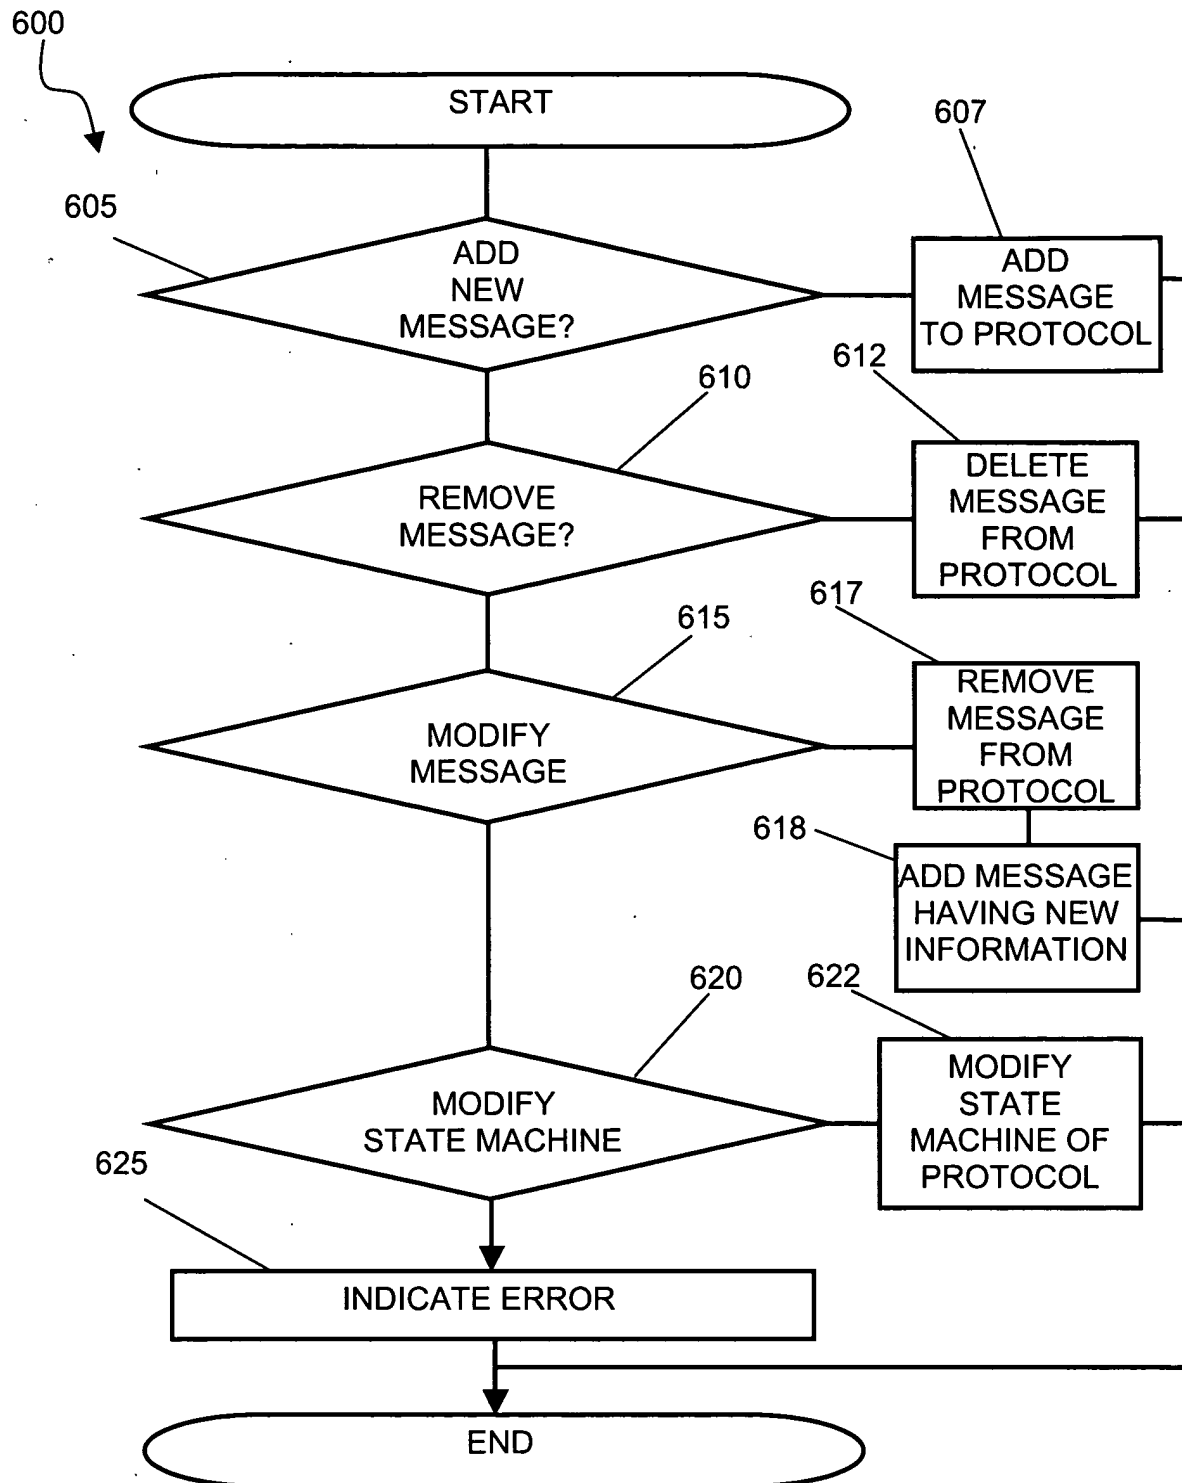 600
START
607
605
ADD
NEW
MESSAGE?
ADD
MESSAGE
TO PROTOCOL
610
612
REMOVE
MESSAGE?
DELETE
MESSAGE
FROM
PROTOCOL
615
617
MODIFY
MESSAGE
REMOVE
MESSAGE
FROM
PROTOCOL
618
ADD MESSAGE
HAVING NEW
INFORMATION
620
622
MODIFY
STATE MACHINE
MODIFY
STATE
MACHINE OF
PROTOCOL
625
INDICATE ERROR
END